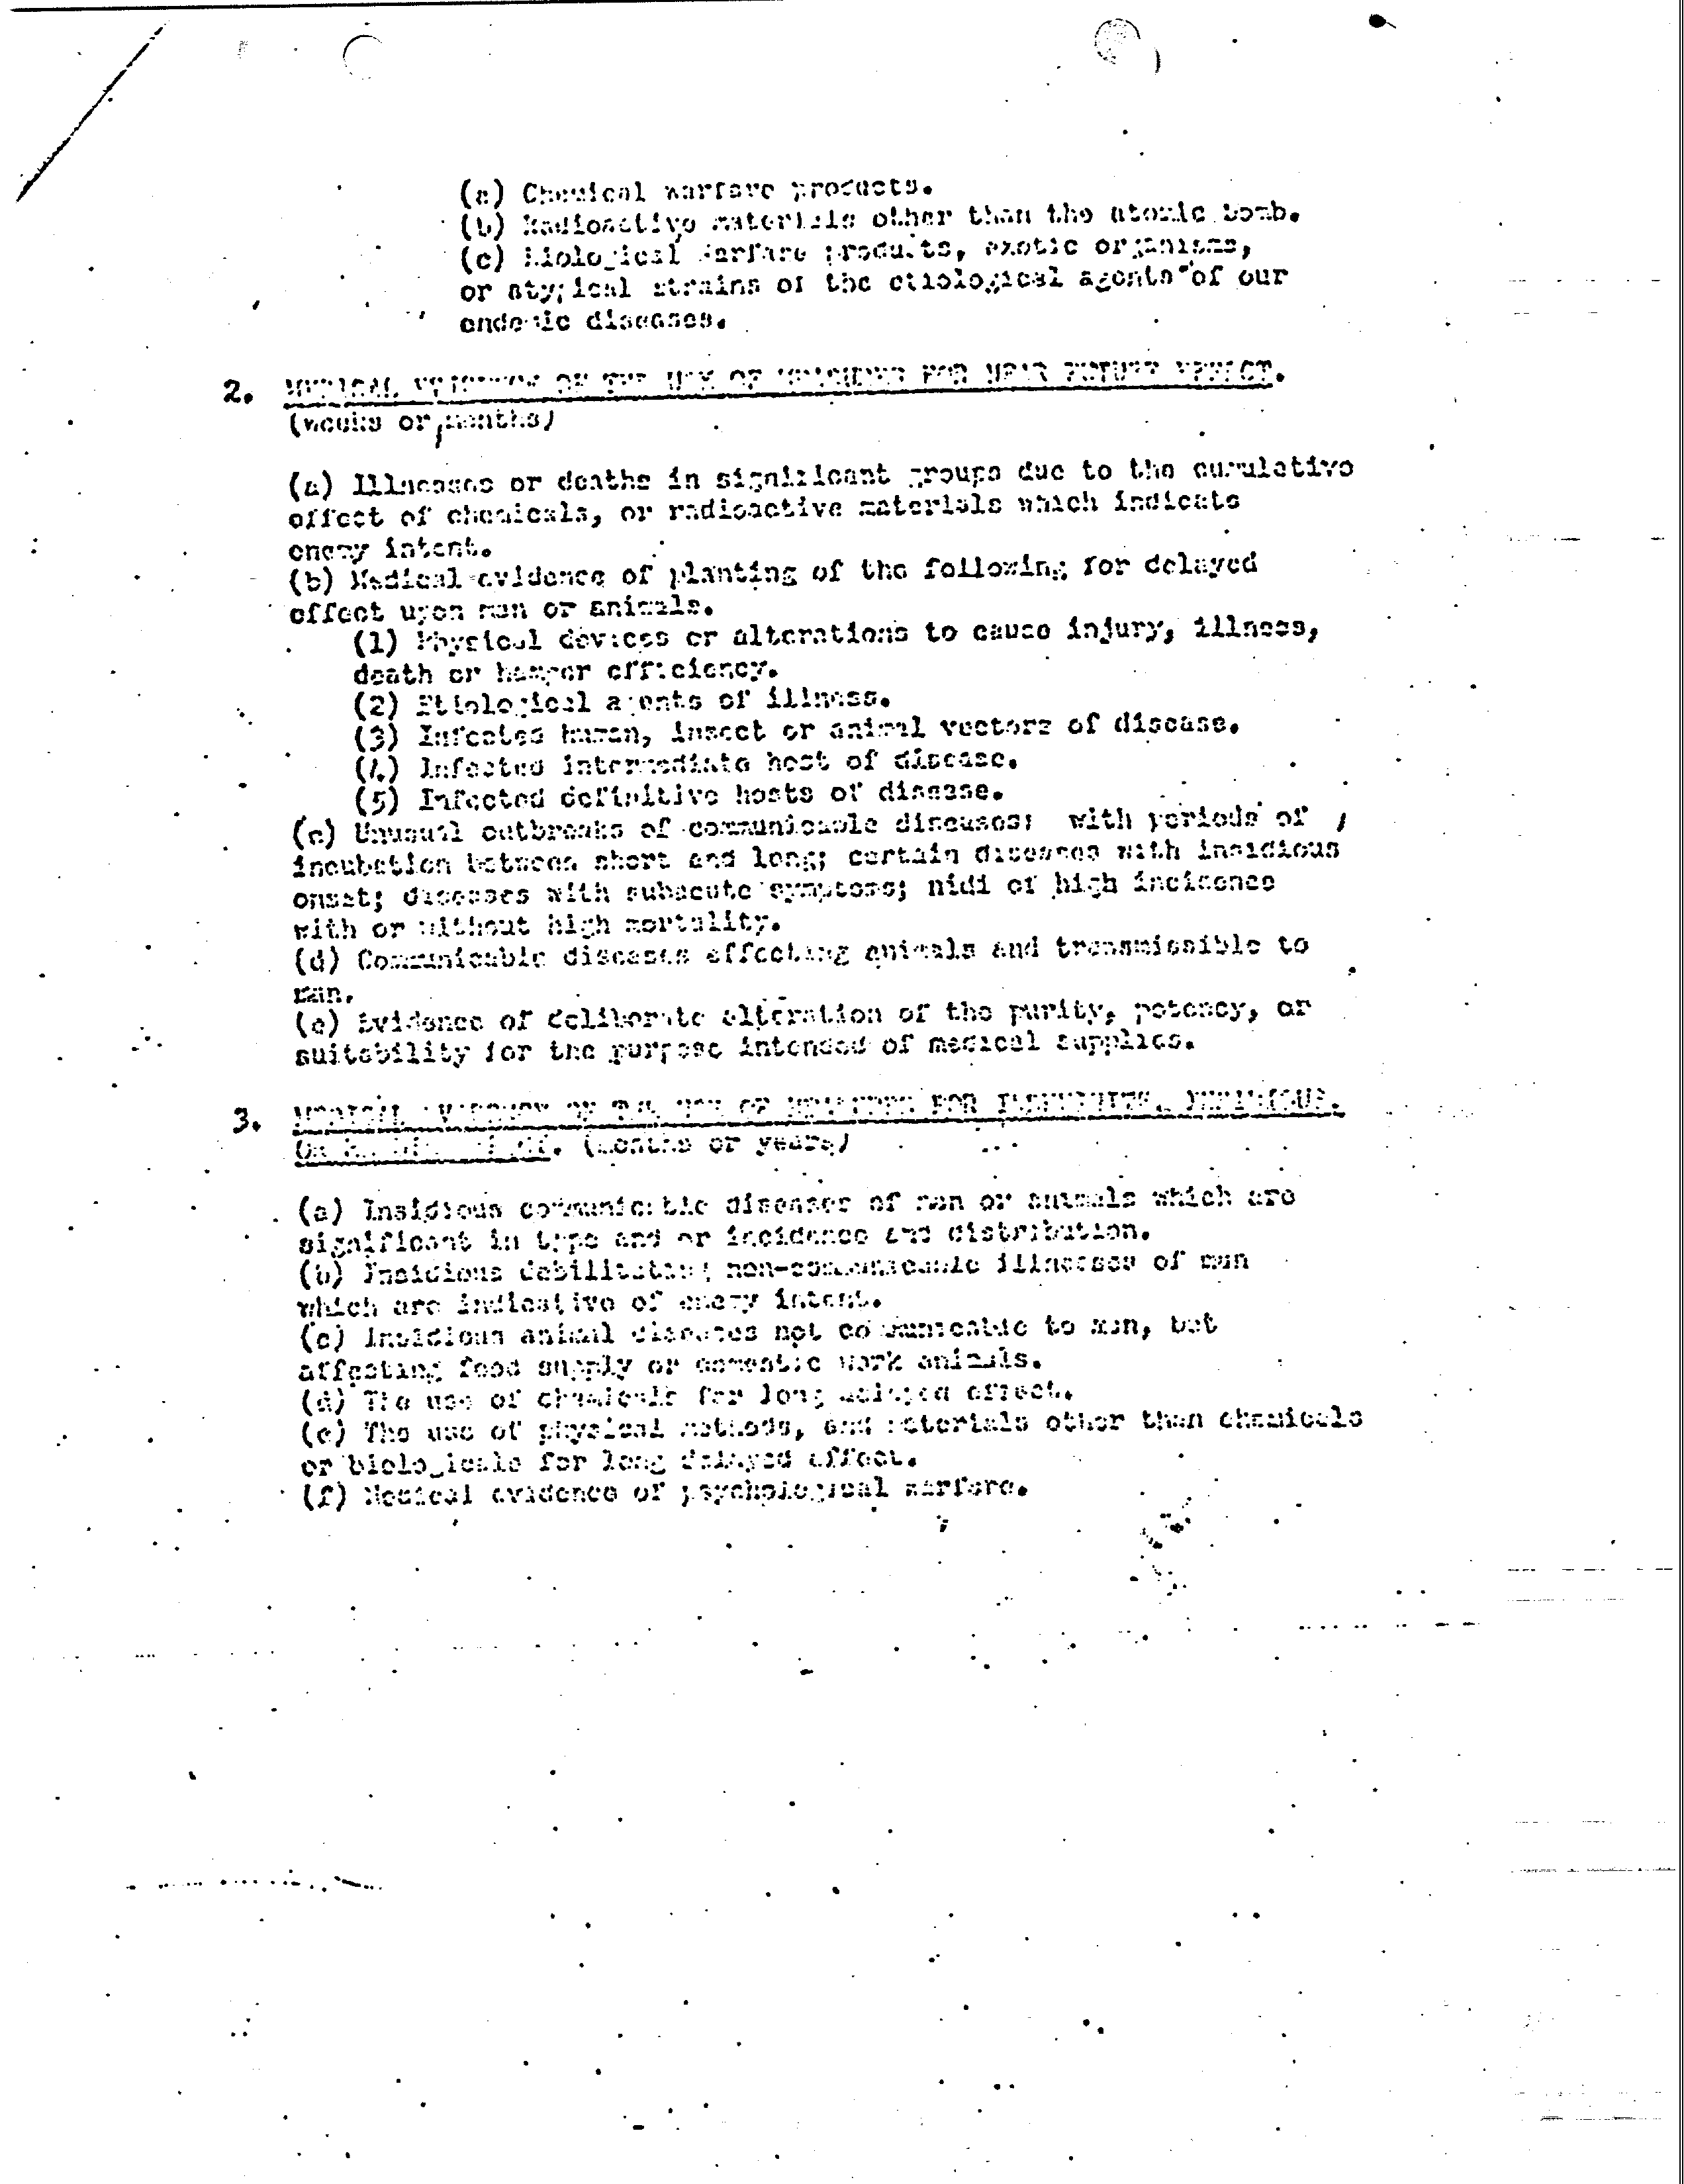 (a) Chemical warfare products.
(b) Radioactive materials other than the atomic bomb.
(c) Biological warfare products, exotic organisms,
or atypical strains of the etiological agents of our
endemic diseases.
2. MEDICAL EVIDENCE OF THE USE OF FOR NEAR FUTURE EFFECT.
(weeks or months)
(a) Illnesses or deaths in significant groups due to the cumulative
effect of chemicals, or radioactive materials which indicate
enemy intent.
(b) Medical evidence of planting of the following for delayed
effect upon man or animals.
(1) Physical devices or alterations to cause injury, illness,
death or hamper efficiency.
(2) Etiological agents of illness.
(3) Infected human, insect or animal vectors of disease.
(4) Infected intermediate host of disease.
(5) Infected definitive hosts of disease.
(c) Unusual outbreaks of communicable diseases; with periods of
incubation between short and long; certain diseases with insidious
onset; diseases with subacute symptoms; nidi of high incidence
with or without high mortality.
(d) Communicable diseases affecting animals and transmissible to
man.
(e) Evidence of deliberate alteration of the purity, potency, or
suitability for the purpose intended of medical supplies.
3. MEDICAL EVIDENCE OF THE USE OF FOR
(months or years)
(a) Insidious communicable diseases of man or animals which are
significant in type and or incidence and distribution.
(b) Insidious debilitating non-communicable illnesses of man
which are indicative of enemy intent.
(c) Insidious animal diseases not communicable to man, but
affecting food supply or domestic work animals.
(d) The use of chemicals for long delayed effect.
(e) The use of physical methods, and materials other than chemicals
or biologicals for long delayed effect.
(f) Medical evidence of psychological warfare.